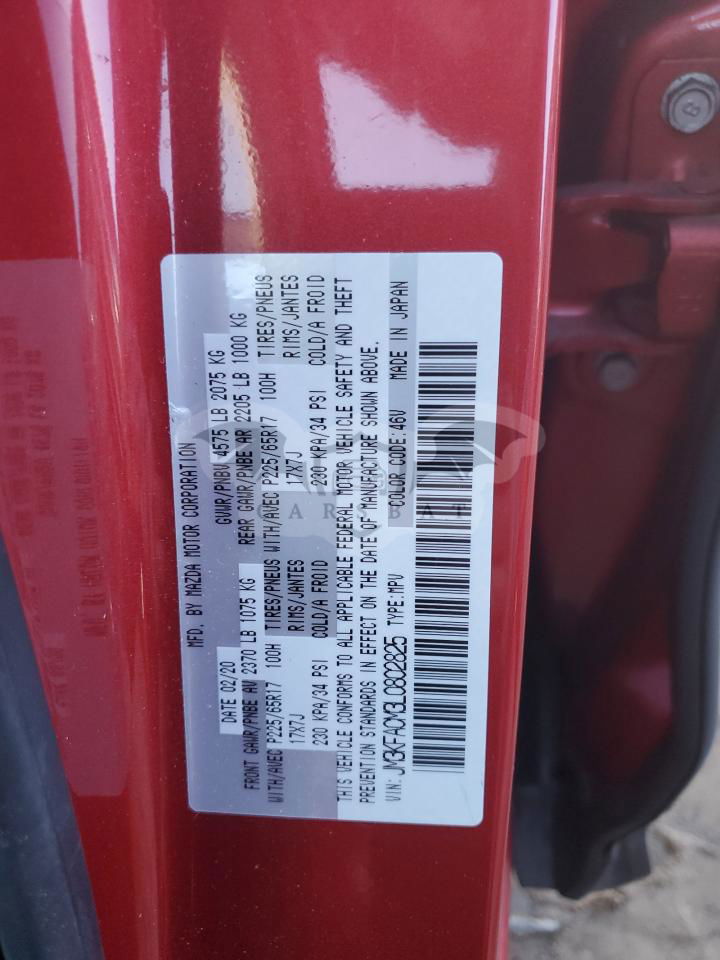 MFD. BY MAZDA MOTOR CORPORATION
DATE 02/20 GVWR/PNBV 4575 LB 2075 KG
FRONT GAWR/PNBE AV 2370 LB 1075 KG REAR GAWR/PNBE AR 2205 LB 1000 KG
WITH/AVEC P225/65R17 100H TIRES/PNEUS WITH/AVEC P225/65R17 100H TIRES/PNEUS
17X7J RIMS/JANTES 17X7J RIMS/JANTES
230 KPA/34 PSI COLD/A FROID 230 KPA/34 PSI COLD/A FROID
THIS VEHICLE CONFORMS TO ALL APPLICABLE FEDERAL MOTOR VEHICLE SAFETY AND THEFT
PREVENTION STANDARDS IN EFFECT ON THE DATE OF MANUFACTURE SHOWN ABOVE.
VIN: JM3KFACM3L0802825 TYPE:MPV COLOR CODE:46V MADE IN JAPAN
CARSBAT